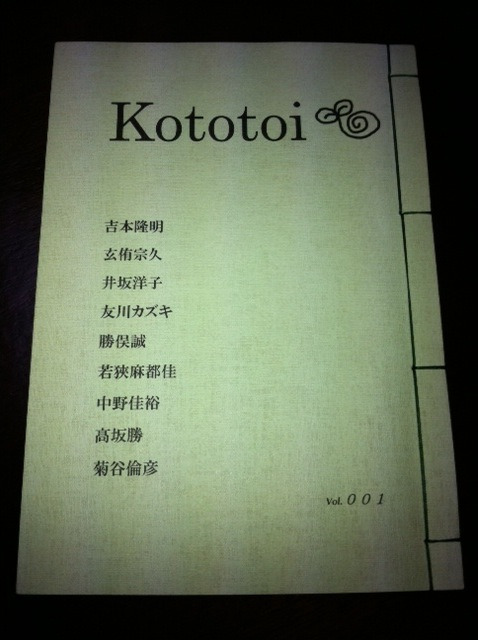 Kototoi
吉本隆明
玄侑宗久
井坂洋子
友川カズキ
勝俣誠
若狭麻都佳
中野佳裕
高坂勝
菊谷倫彦
Vol. 001